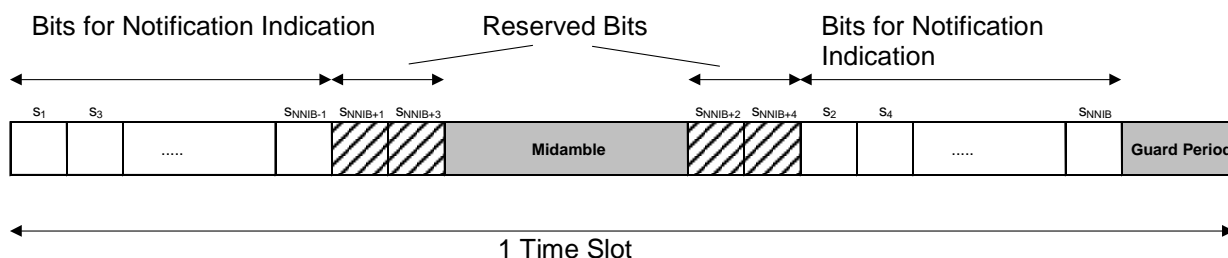 Bits for Notification Indication
Reserved Bits
Bits for Notification
Indication
s1 s3 sNNIB-1 sNNIB+1 sNNIB+3 sNNIB+2 sNNIB+4 s2 s4 sNNIB
..... Midamble ..... Guard Period
1 Time Slot